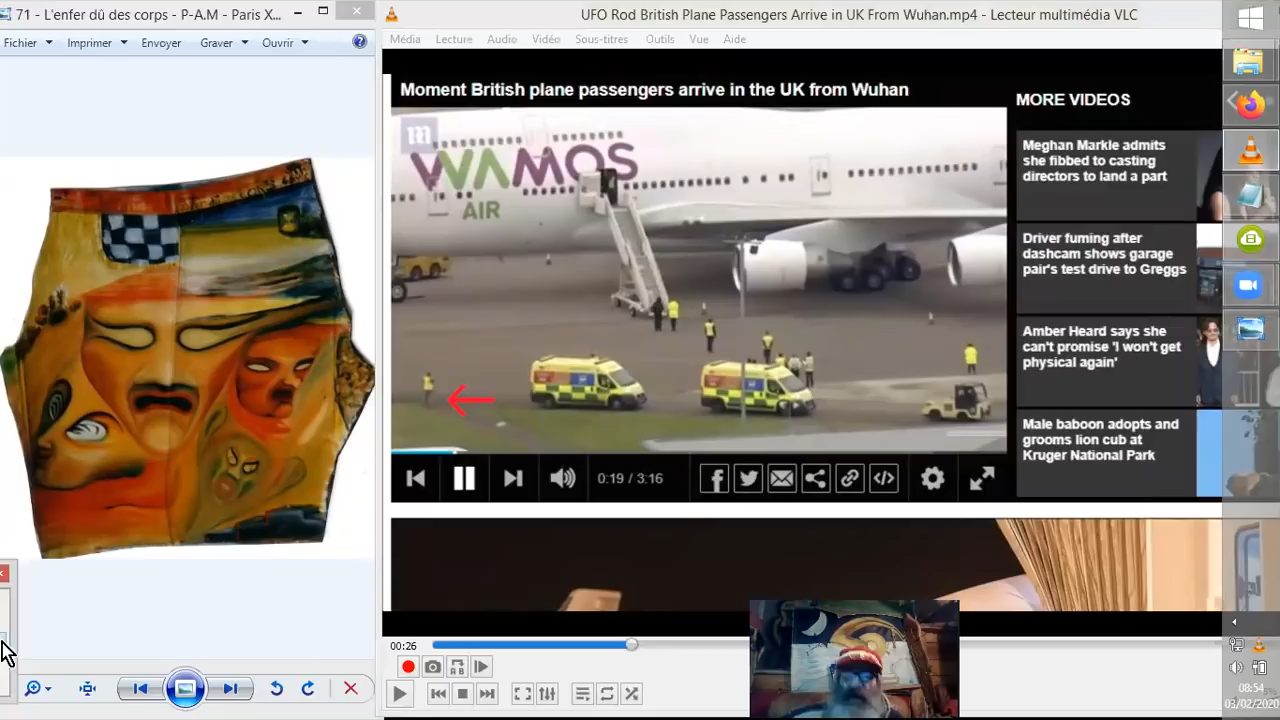 71 - L'enfer dû des corps - P-A.M - Paris X...
Fichier
Imprimer
Envoyer
Graver
Ouvrir
UFO Rod British Plane Passengers Arrive in UK From Wuhan.mp4 - Lecteur multimédia VLC
Média
Lecture
Audio
Vidéo
Sous-titres
Outils
Vue
Aide
Moment British plane passengers arrive in the UK from Wuhan
m
WAMOS
AIR
0:19 / 3:16
MORE VIDEOS
Meghan Markle admits
she fibbed to casting
directors to land a part
Driver fuming after
dashcam shows garage
pair's test drive to Greggs
Amber Heard says she
can't promise 'I won't get
physical again'
Male baboon adopts and
grooms lion cub at
Kruger National Park
00:26
08:54
03/02/2020